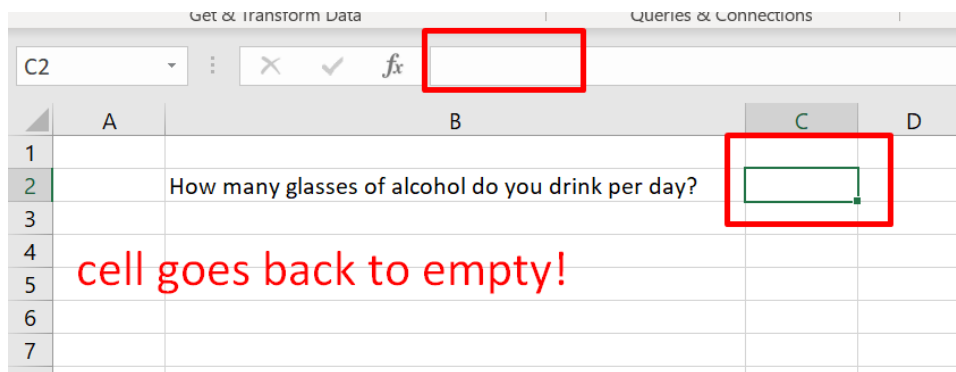 Get & Transform Data Queries & Connections
C2 fx
A B C D
1
2 How many glasses of alcohol do you drink per day?
3
4
cell goes back to empty!
5
6
7